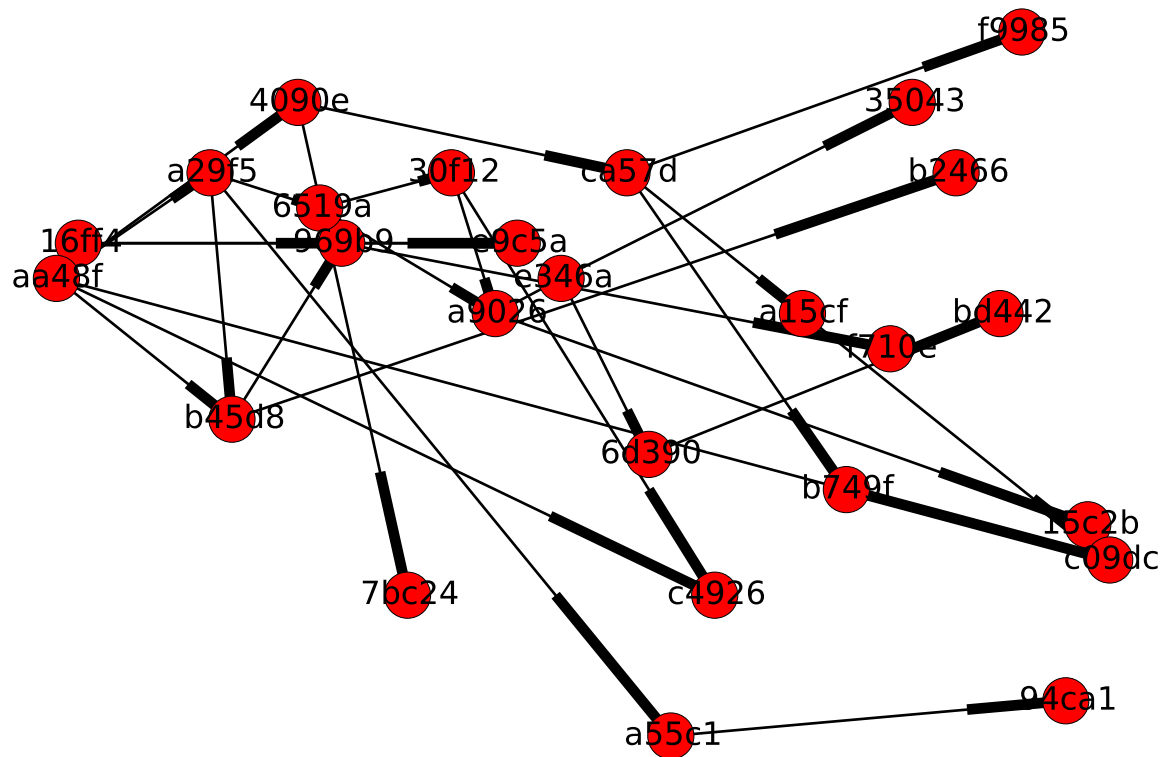 f9985
4090e
35043
a29f5
30f12
ca57d
b2466
6519a
16ff4
969b9
e9c5a
aa48f
e346a
a9026
a15cf
bd442
f710e
b45d8
6d390
b749f
15c2b
c09dc
7bc24
c4926
94ca1
a55c1